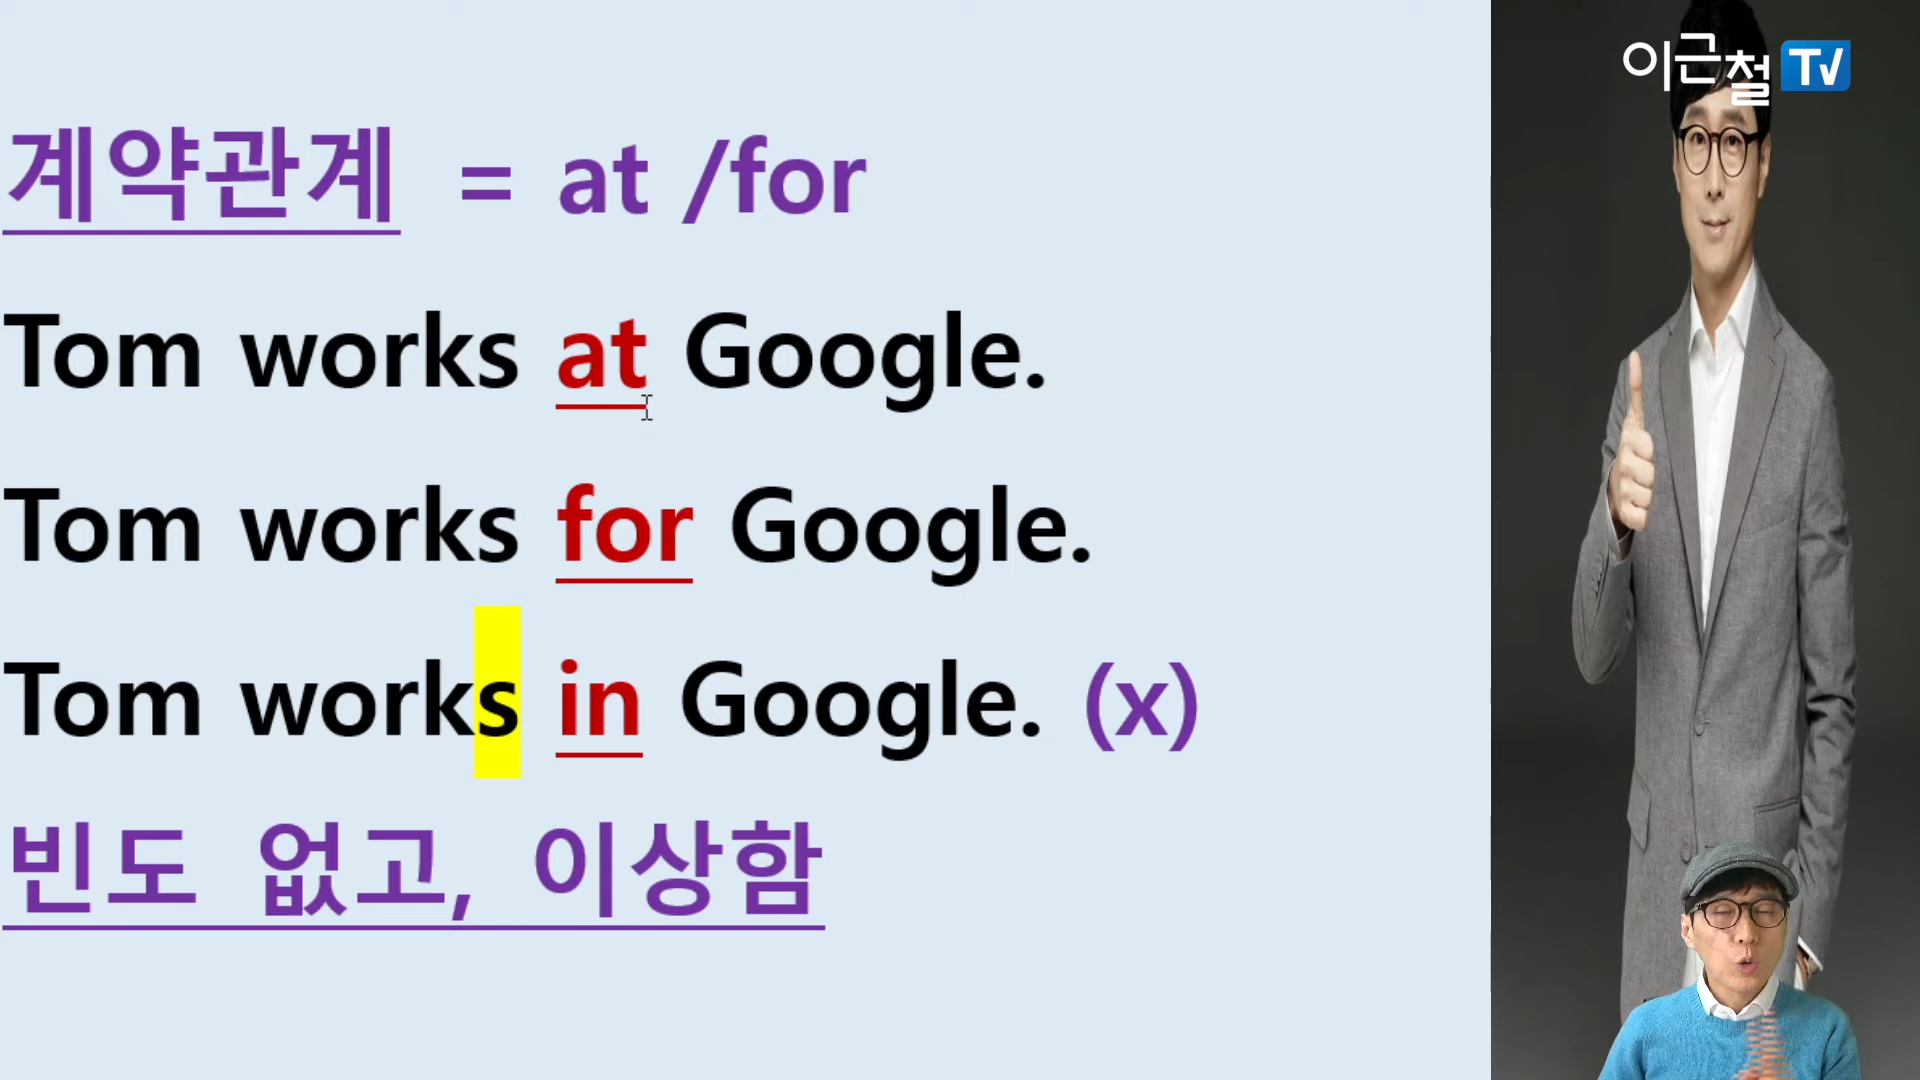 이근철 TV
계약관계 = at /for
Tom works at Google.
Tom works for Google.
Tom works in Google. (x)
빈도 없고, 이상함